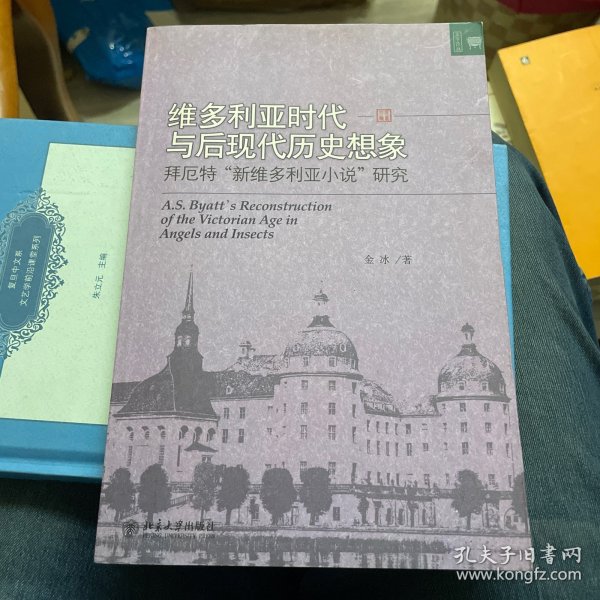 维多利亚时代
与后现代历史想象
拜厄特“新维多利亚小说”研究
A.S. Byatt`s Reconstruction
of the Victorian Age in
Angels and Insects
金 冰 /著
北京大学出版社
PEKING UNIVERSITY PRESS
复旦中文系
文艺学前沿课堂系列
朱立元 主编
孔夫子旧书网
www.kongfz.com